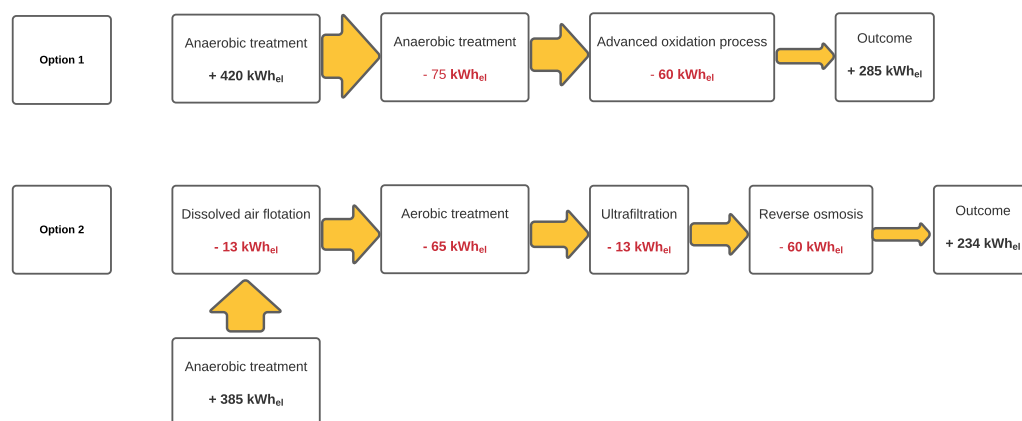 Option 1
Anaerobic treatment
+ 420 kWhel
Anaerobic treatment
- 75 kWhel
Advanced oxidation process
- 60 kWhel
Outcome
+ 285 kWhel
Option 2
Dissolved air flotation
- 13 kWhel
Aerobic treatment
- 65 kWhel
Ultrafiltration
- 13 kWhel
Reverse osmosis
- 60 kWhel
Outcome
+ 234 kWhel
Anaerobic treatment
+ 385 kWhel